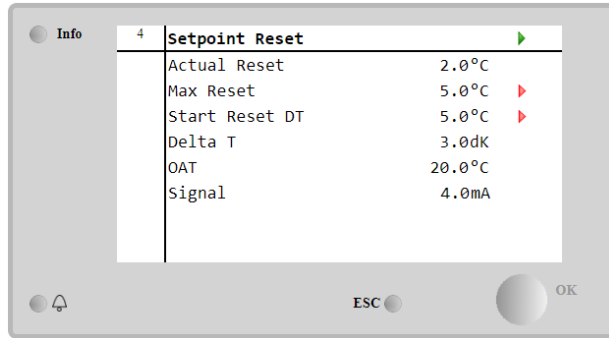 Info
4 Setpoint Reset
Actual Reset 2.0°C
Max Reset 5.0°C
Start Reset DT 5.0°C
Delta T 3.0dK
OAT 20.0°C
Signal 4.0mA
ESC OK